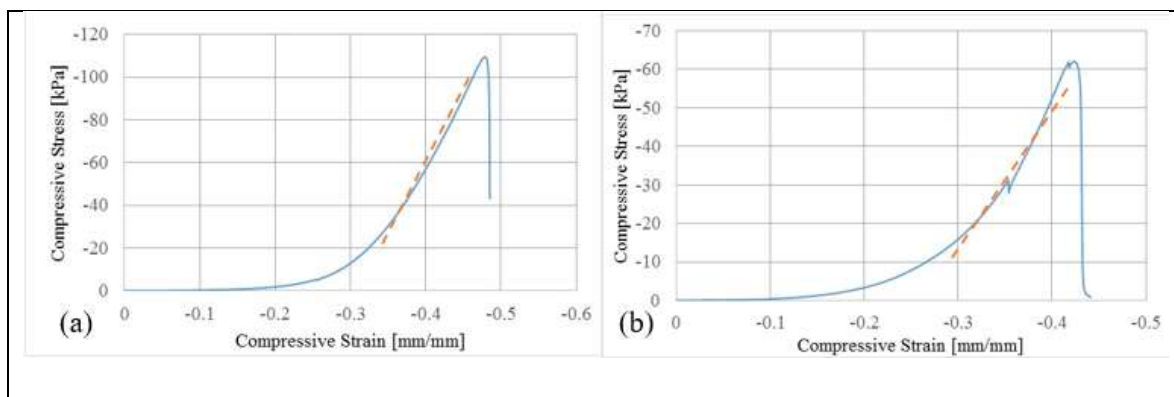 -120
-100
-80
-60
-40
-20
0
Compressive Stress [kPa]
0 -0.1 -0.2 -0.3 -0.4 -0.5 -0.6
Compressive Strain [mm/mm]
(a)
-70
-60
-50
-40
-30
-20
-10
0
Compressive Stress [kPa]
0 -0.1 -0.2 -0.3 -0.4 -0.5
Compressive Strain [mm/mm]
(b)